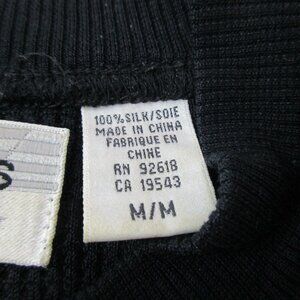 100% SILK/SOIE
MADE IN CHINA
FABRIQUE EN
CHINE
RN 92618
CA 19543
M/M
S